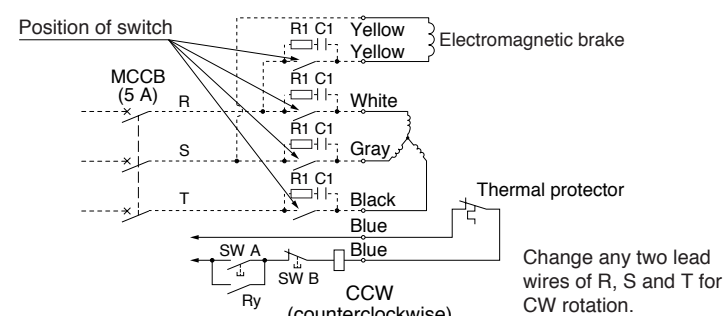 Position of switch
R1 C1
Yellow
Yellow
Electromagnetic brake
MCCB
(5 A)
R1 C1
R
White
R1 C1
S
Gray
R1 C1
T
Black
Thermal protector
Blue
Blue
SW A
SW B
Ry
CCW
(counterclockwise)
Change any two lead
wires of R, S and T for
CW rotation.